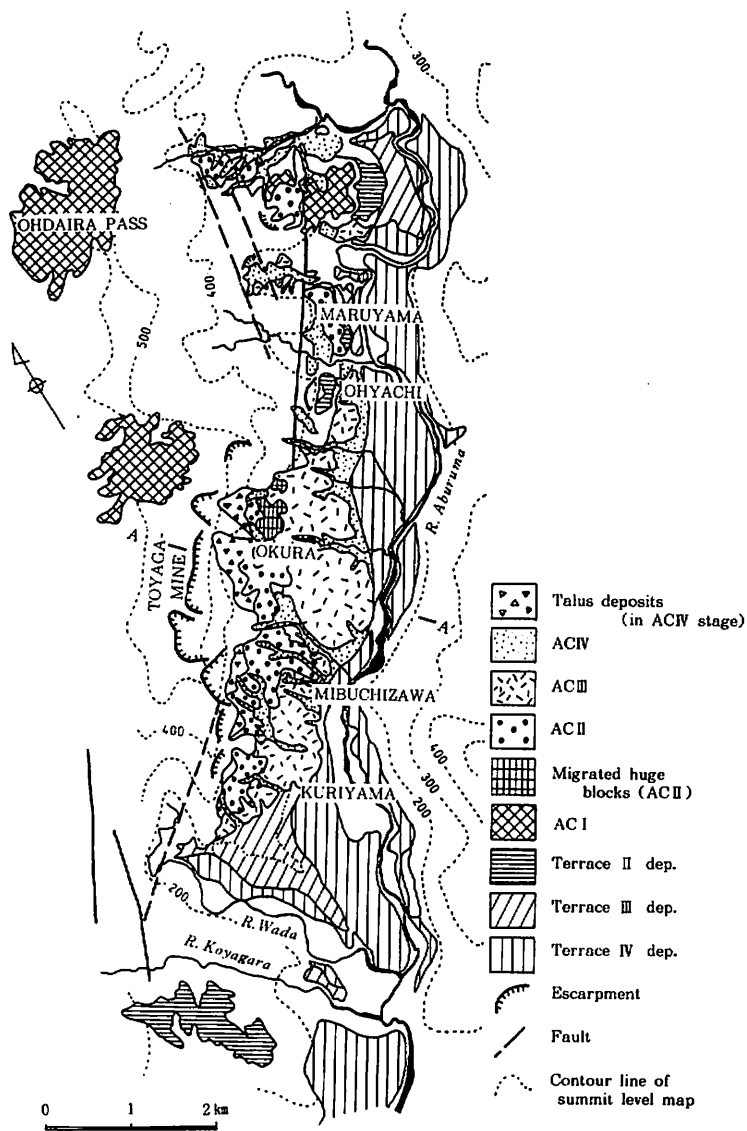 300
OHDAIRA PASS
400
500
MARUYAMA
OHYACHI
R. Aburuma
A
TOYAGA-
MINE
OKURA
A'
MIBUCHIZAWA
400
400
300
200
KURIYAMA
200
R. Wada
R. Koyagara
0 1 2 km
Talus deposits
(in ACIV stage)
ACIV
ACIII
ACII
Migrated huge
blocks (ACII)
ACI
Terrace II dep.
Terrace III dep.
Terrace IV dep.
Escarpment
Fault
Contour line of
summit level map